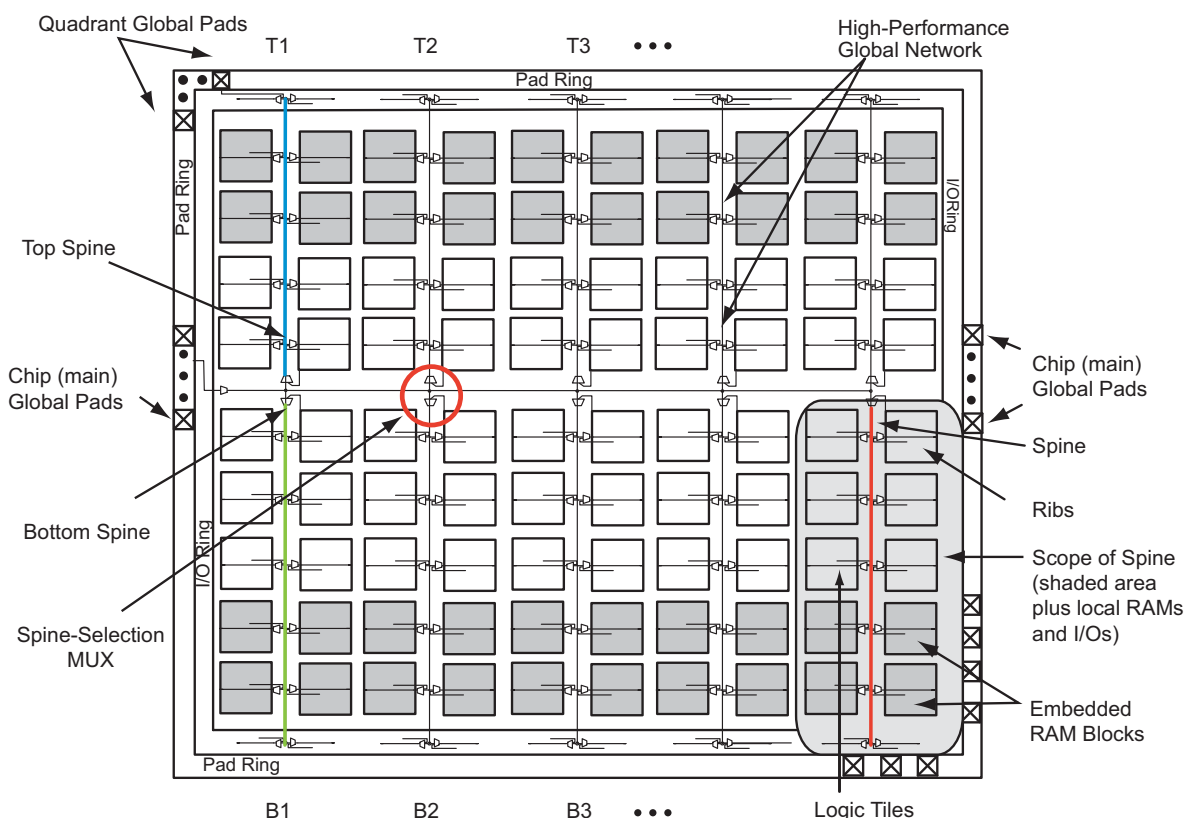 Quadrant Global Pads
T1
T2
T3
High-Performance
Global Network
Pad Ring
Pad Ring
I/ORing
Top Spine
Chip (main)
Global Pads
Chip (main)
Global Pads
Spine
Ribs
Bottom Spine
I/O Ring
Scope of Spine
(shaded area
plus local RAMs
and I/Os)
Spine-Selection
MUX
Embedded
RAM Blocks
Pad Ring
B1
B2
B3
Logic Tiles